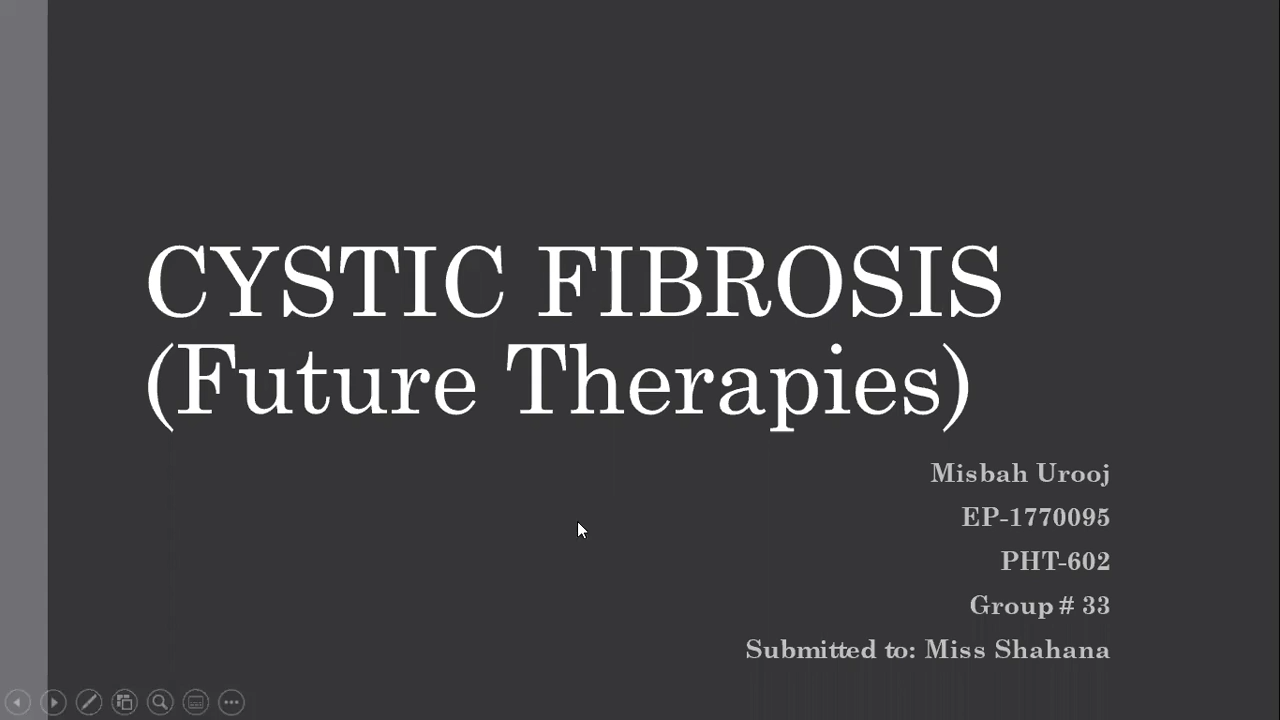 CYSTIC FIBROSIS
(Future Therapies)
Misbah Urooj
EP-1770095
PHT-602
Group # 33
Submitted to: Miss Shahana